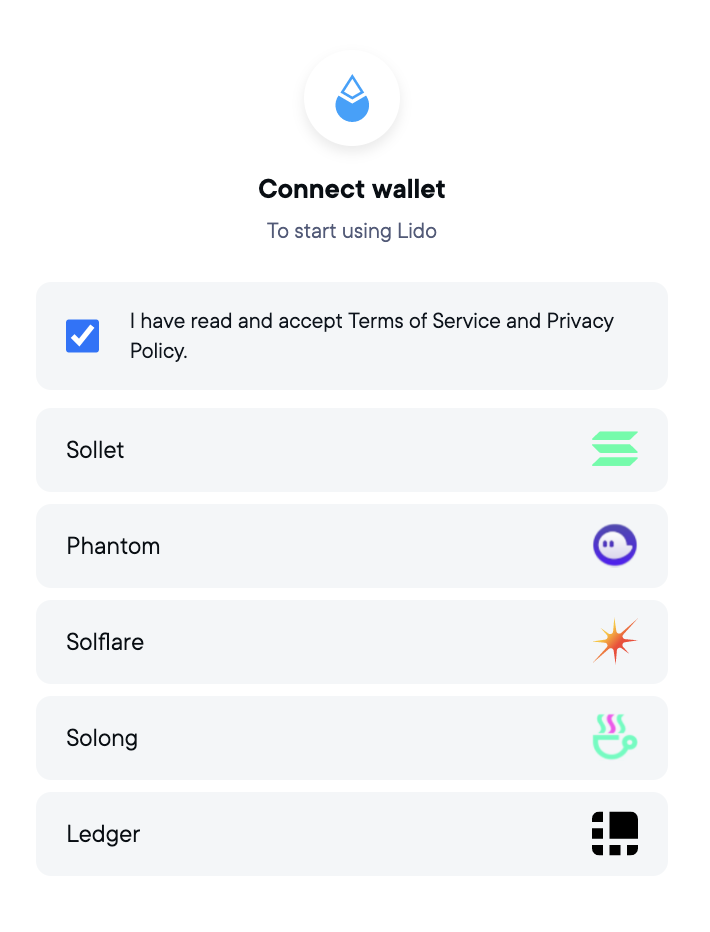 Connect wallet
To start using Lido
I have read and accept Terms of Service and Privacy
Policy.
Sollet
Phantom
Solflare
Solong
Ledger